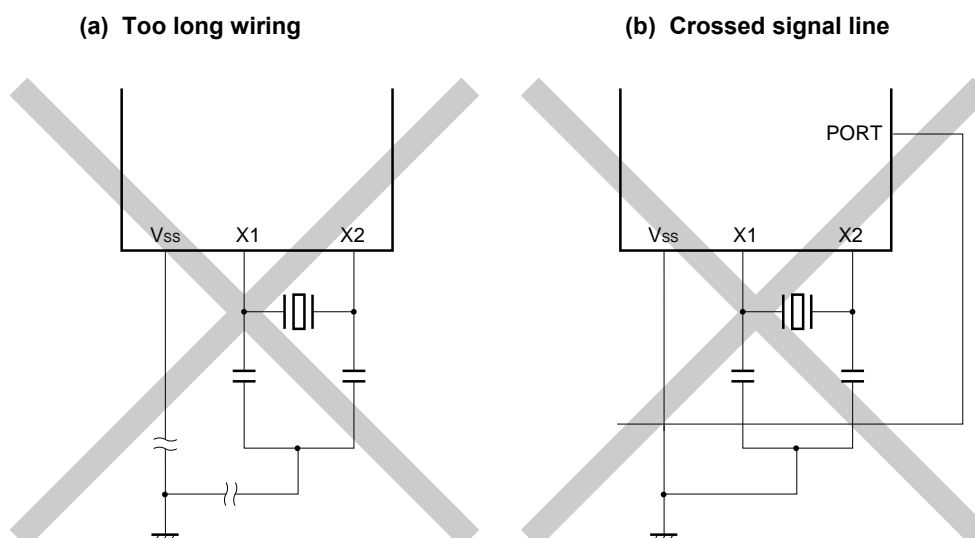 (a) Too long wiring
(b) Crossed signal line
PORT
VSS X1 X2
VSS X1 X2